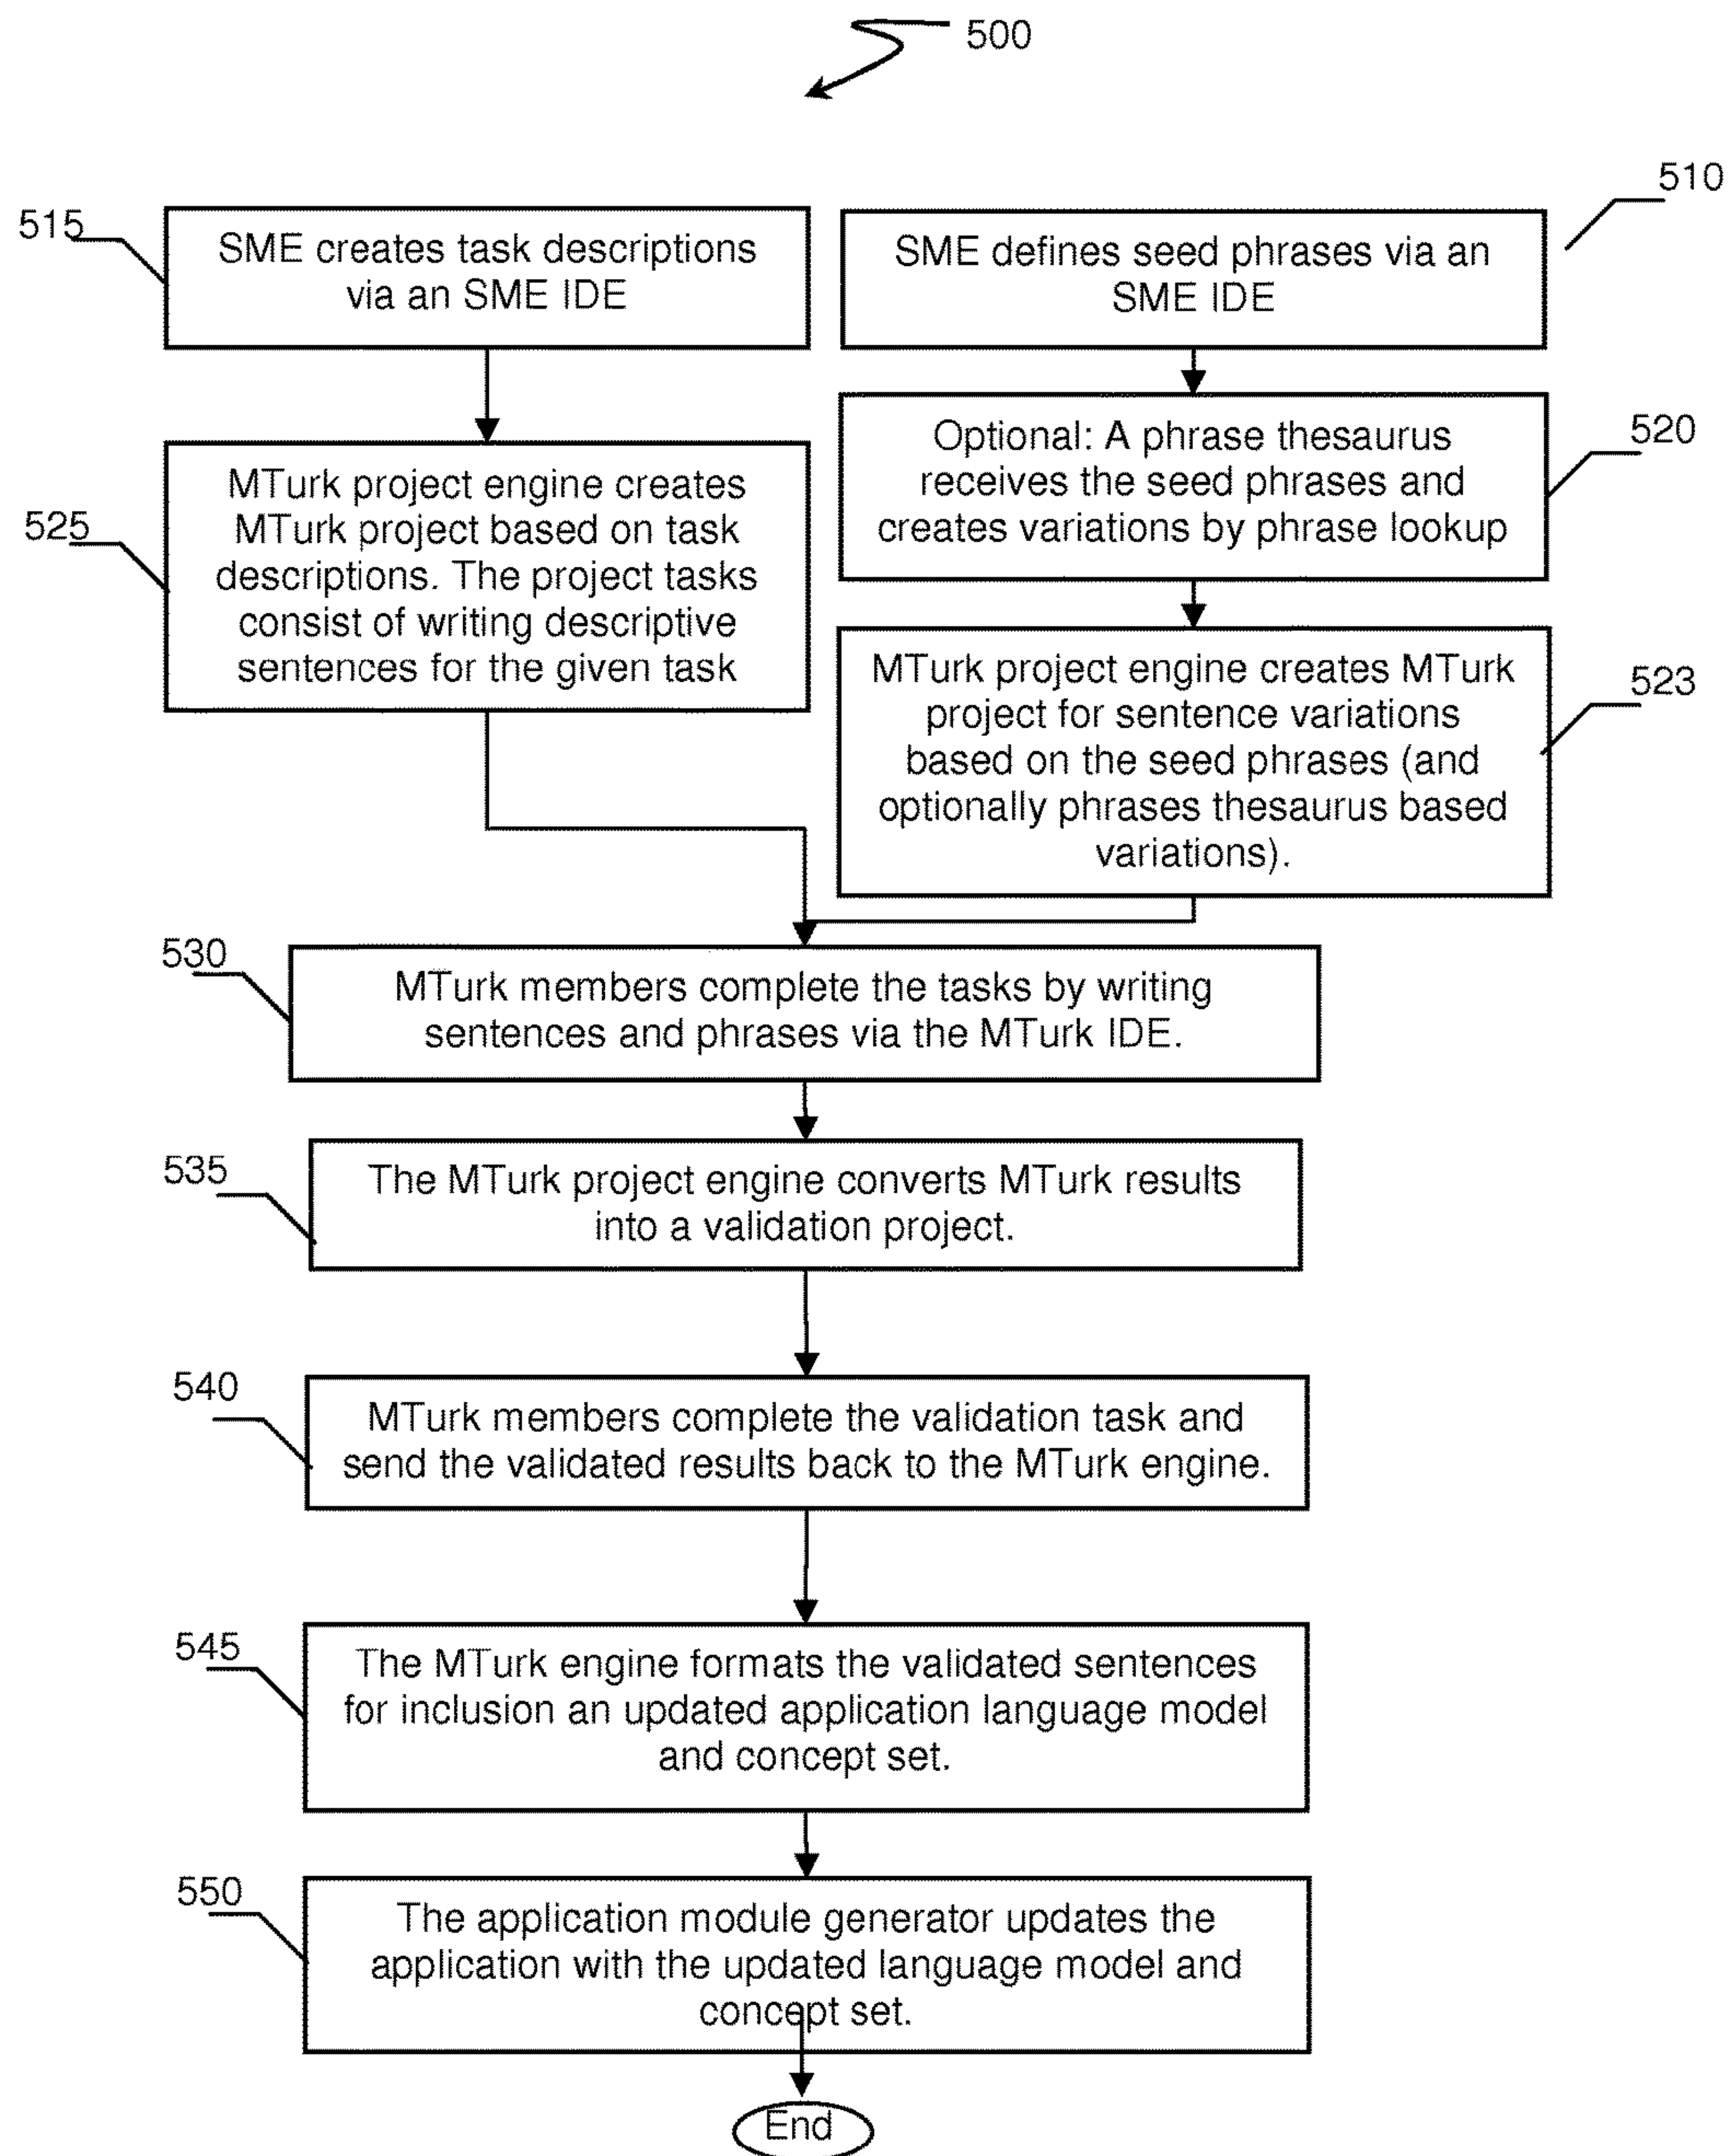 500
510
515
SME creates task descriptions
via an SME IDE
SME defines seed phrases via an
SME IDE
520
Optional: A phrase thesaurus
receives the seed phrases and
creates variations by phrase lookup
525
MTurk project engine creates
MTurk project based on task
descriptions. The project tasks
consist of writing descriptive
sentences for the given task
523
MTurk project engine creates MTurk
project for sentence variations
based on the seed phrases (and
optionally phrases thesaurus based
variations).
530
MTurk members complete the tasks by writing
sentences and phrases via the MTurk IDE.
535
The MTurk project engine converts MTurk results
into a validation project.
540
MTurk members complete the validation task and
send the validated results back to the MTurk engine.
545
The MTurk engine formats the validated sentences
for inclusion an updated application language model
and concept set.
550
The application module generator updates the
application with the updated language model and
concept set.
End